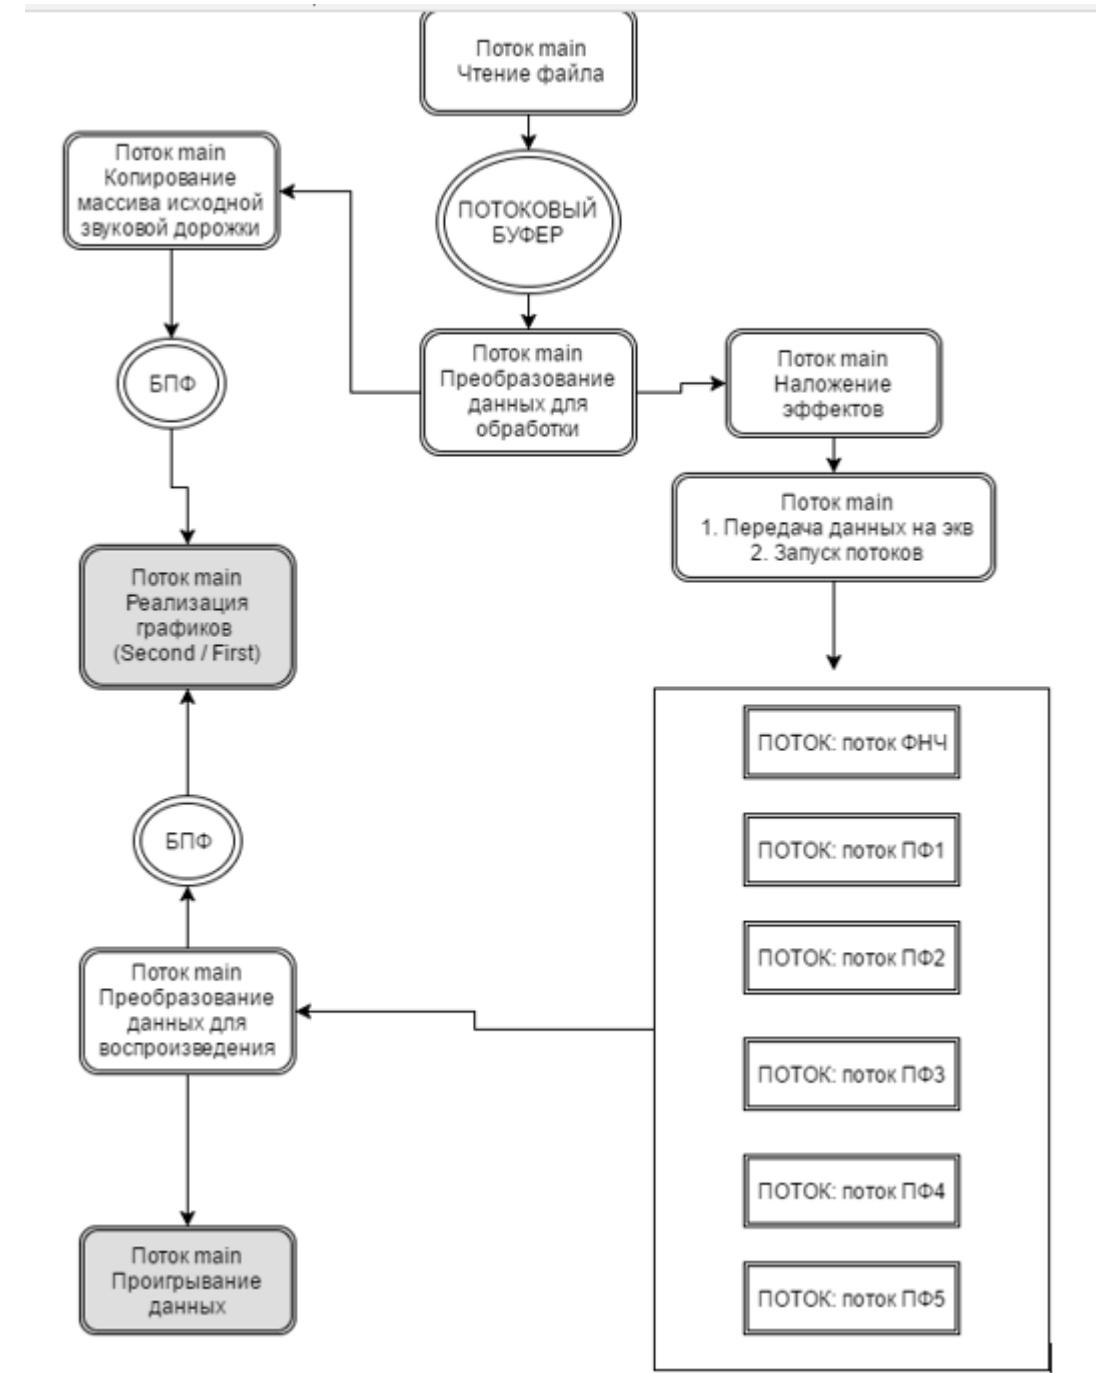 Поток main
Чтение файла
Поток main
Копирование
массива исходной
звуковой дорожки
ПОТОКОВЫЙ
БУФЕР
БПФ
Поток main
Преобразование
данных для
обработки
Поток main
Наложение
эффектов
Поток main
1. Передача данных на экв
2. Запуск потоков
Поток main
Реализация
графиков
(Second / First)
ПОТОК: поток ФНЧ
БПФ
ПОТОК: поток ПФ1
ПОТОК: поток ПФ2
Поток main
Преобразование
данных для
воспроизведения
ПОТОК: поток ПФ3
ПОТОК: поток ПФ4
Поток main
Проигрывание
данных
ПОТОК: поток ПФ5